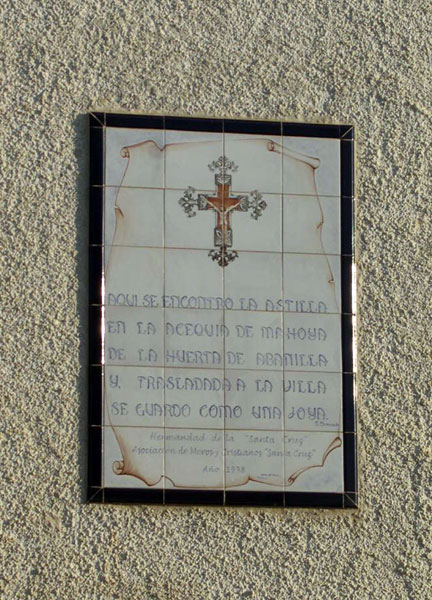 AQUI SE ENCONTRO LA ASTILLA
EN LA ACEQUIA DE MAHOYA
DE LA HUERTA DE ABANILLA
Y TRASLADADA A LA VILLA
SE GUARDO COMO UNA JOYA
Hermandad de la "Santa Cruz"
Asociación de Moros y Cristianos "Santa Cruz"
Año 1998